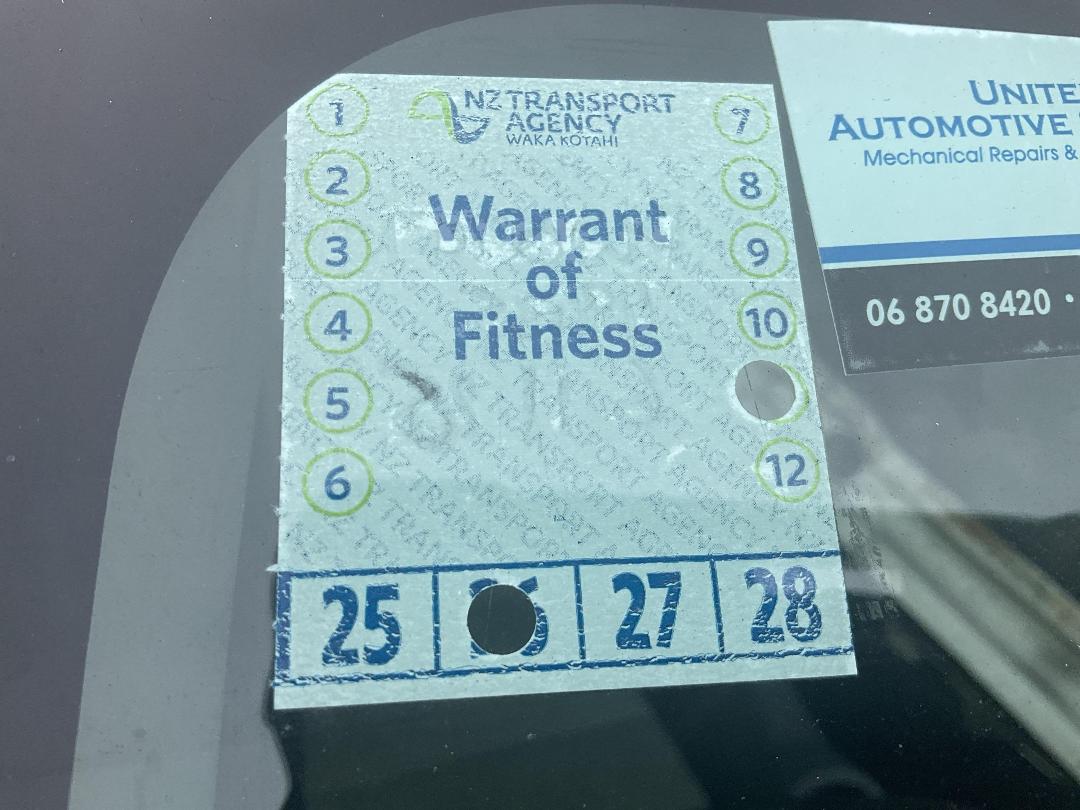 1
2
3
4
5
6
NZ TRANSPORT
AGENCY
WAKA KOTAHI
Warrant
of
Fitness
7
8
9
10
12
25 26 27 28
UNITE
AUTOMOTIVE
Mechanical Repairs &
06 870 8420 •